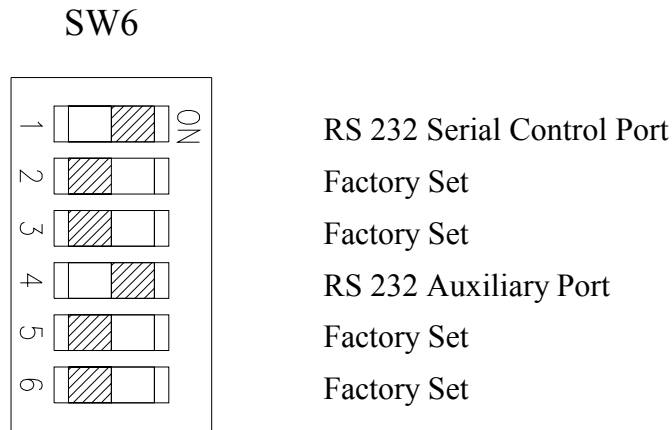 SW6
1 ON RS 232 Serial Control Port
2 Factory Set
3 Factory Set
4 RS 232 Auxiliary Port
5 Factory Set
6 Factory Set